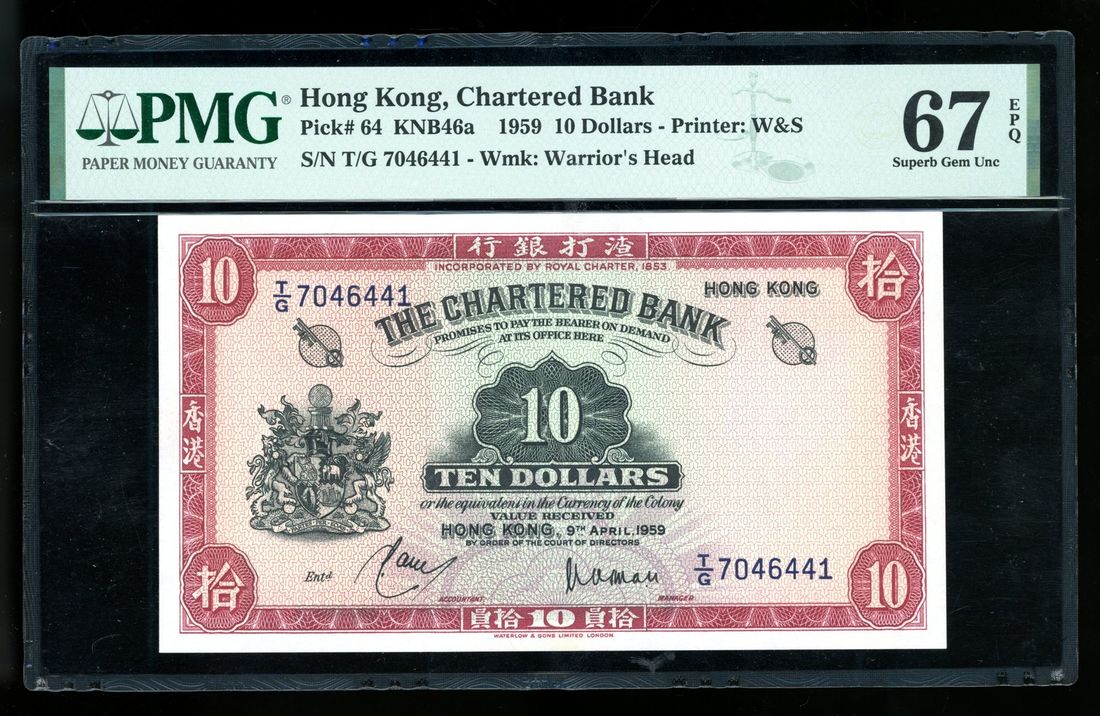 PMG®
PAPER MONEY GUARANTY
Hong Kong, Chartered Bank
Pick# 64 KNB46a 1959 10 Dollars - Printer: W&S
S/N T/G 7046441 - Wmk: Warrior's Head
67 EPQ
Superb Gem Unc
行銀打渣
INCORPORATED BY ROYAL CHARTER, 1853
10
拾
T/G 7046441
HONG KONG
THE CHARTERED BANK
PROMISES TO PAY THE BEARER ON DEMAND
AT ITS OFFICE HERE
10
香港
香港
TEN DOLLARS
or the equivalent in the Currency of the Colony
VALUE RECEIVED
HONG KONG, 9TH APRIL, 1959
BY ORDER OF THE COURT OF DIRECTORS
Entd
T/G 7046441
ACCOUNTANT
MANAGER
拾
10
員拾 10 員拾
WATERLOW & SONS LIMITED LONDON.